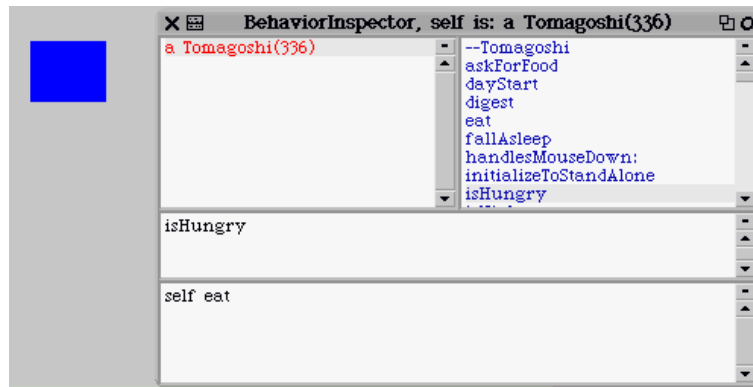 BehaviorInspector, self is: a Tomagoshi(336)
a Tomagoshi(336)
--Tomagoshi
askForFood
dayStart
digest
eat
fallAsleep
handlesMouseDown:
initializeToStandAlone
isHungry
isHungry
self eat